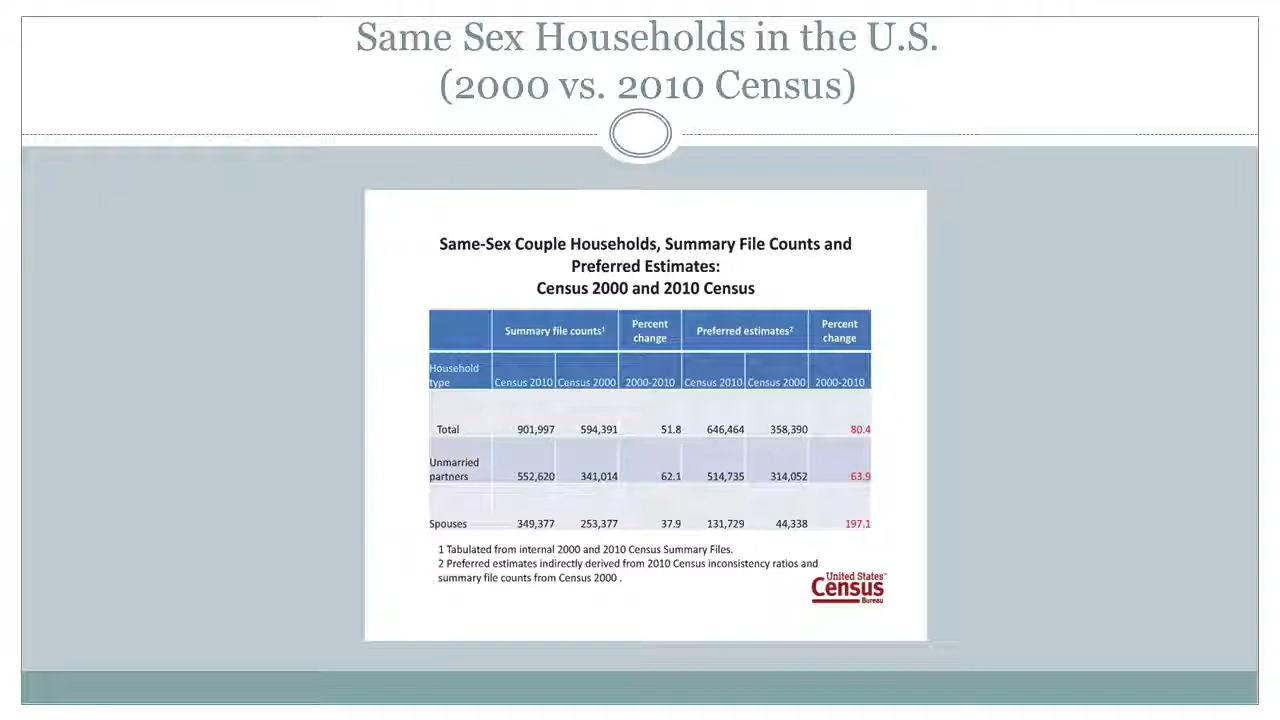 Same Sex Households in the U.S.
(2000 vs. 2010 Census)
Same-Sex Couple Households, Summary File Counts and
Preferred Estimates:
Census 2000 and 2010 Census
Summary file counts¹ Percent change Preferred estimates² Percent change
Household type Census 2010 Census 2000 2000-2010 Census 2010 Census 2000 2000-2010
Total 901,997 594,391 51.8 646,464 358,390 80.4
Unmarried partners 552,620 341,014 62.1 514,735 314,052 63.9
Spouses 349,377 253,377 37.9 131,729 44,338 197.1
1 Tabulated from internal 2000 and 2010 Census Summary Files.
2 Preferred estimates indirectly derived from 2010 Census inconsistency ratios and
summary file counts from Census 2000 .
United States™
Census
Bureau